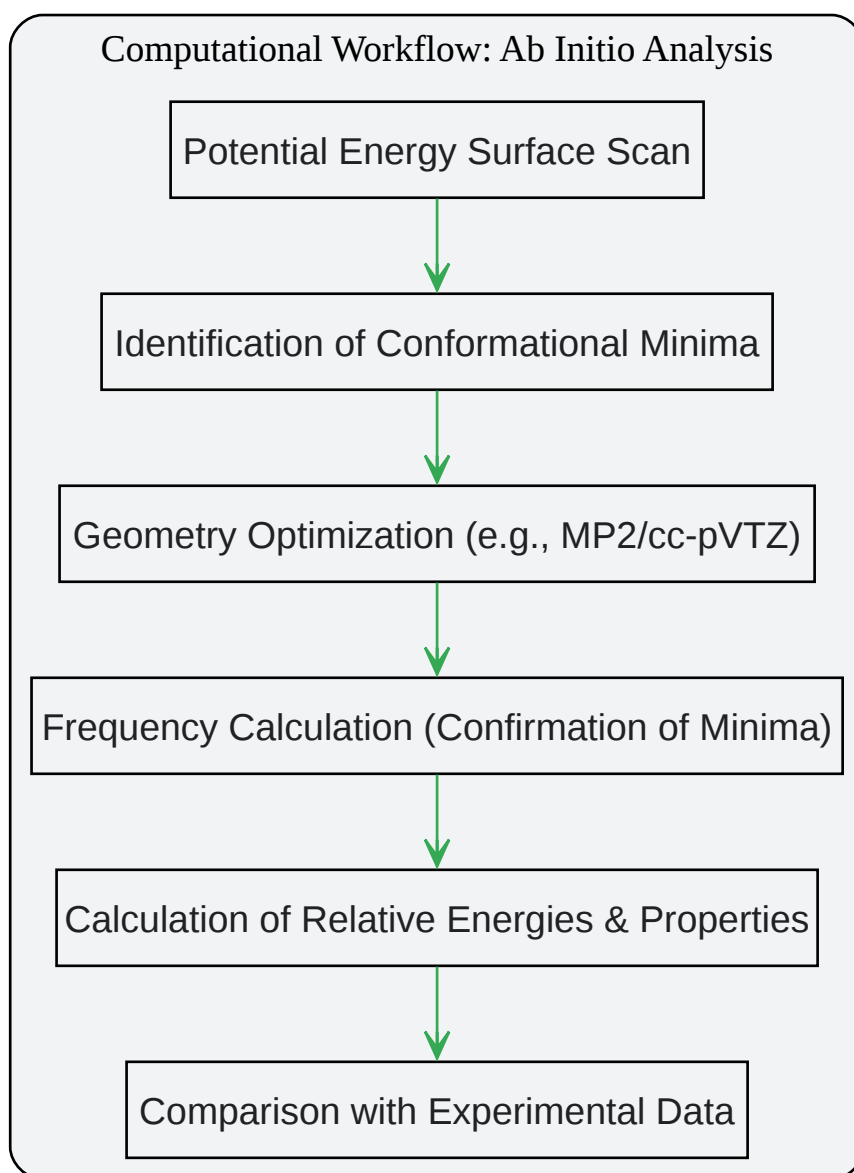 Computational Workflow: Ab Initio Analysis
Potential Energy Surface Scan
Identification of Conformational Minima
Geometry Optimization (e.g., MP2/cc-pVTZ)
Frequency Calculation (Confirmation of Minima)
Calculation of Relative Energies & Properties
Comparison with Experimental Data